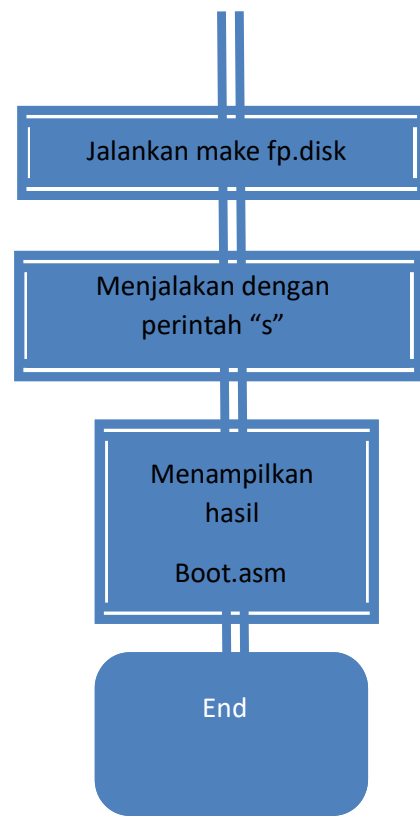 Jalankan make fp.disk
Menjalakan dengan
perintah “s”
Menampilkan
hasil
Boot.asm
End